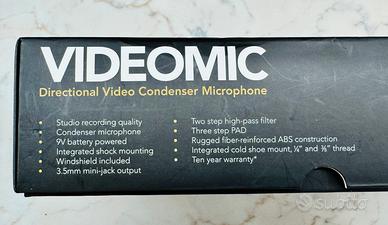 VIDEOMIC
Directional Video Condenser Microphone
• Studio recording quality
• Condenser microphone
• 9V battery powered
• Integrated shock mounting
• Windshield included
• 3.5mm mini-jack output
• Two step high-pass filter
• Three step PAD
• Rugged fiber-reinforced ABS construction
• Integrated cold shoe mount, ¼" and ⅜" thread
• Ten year warranty*
subito